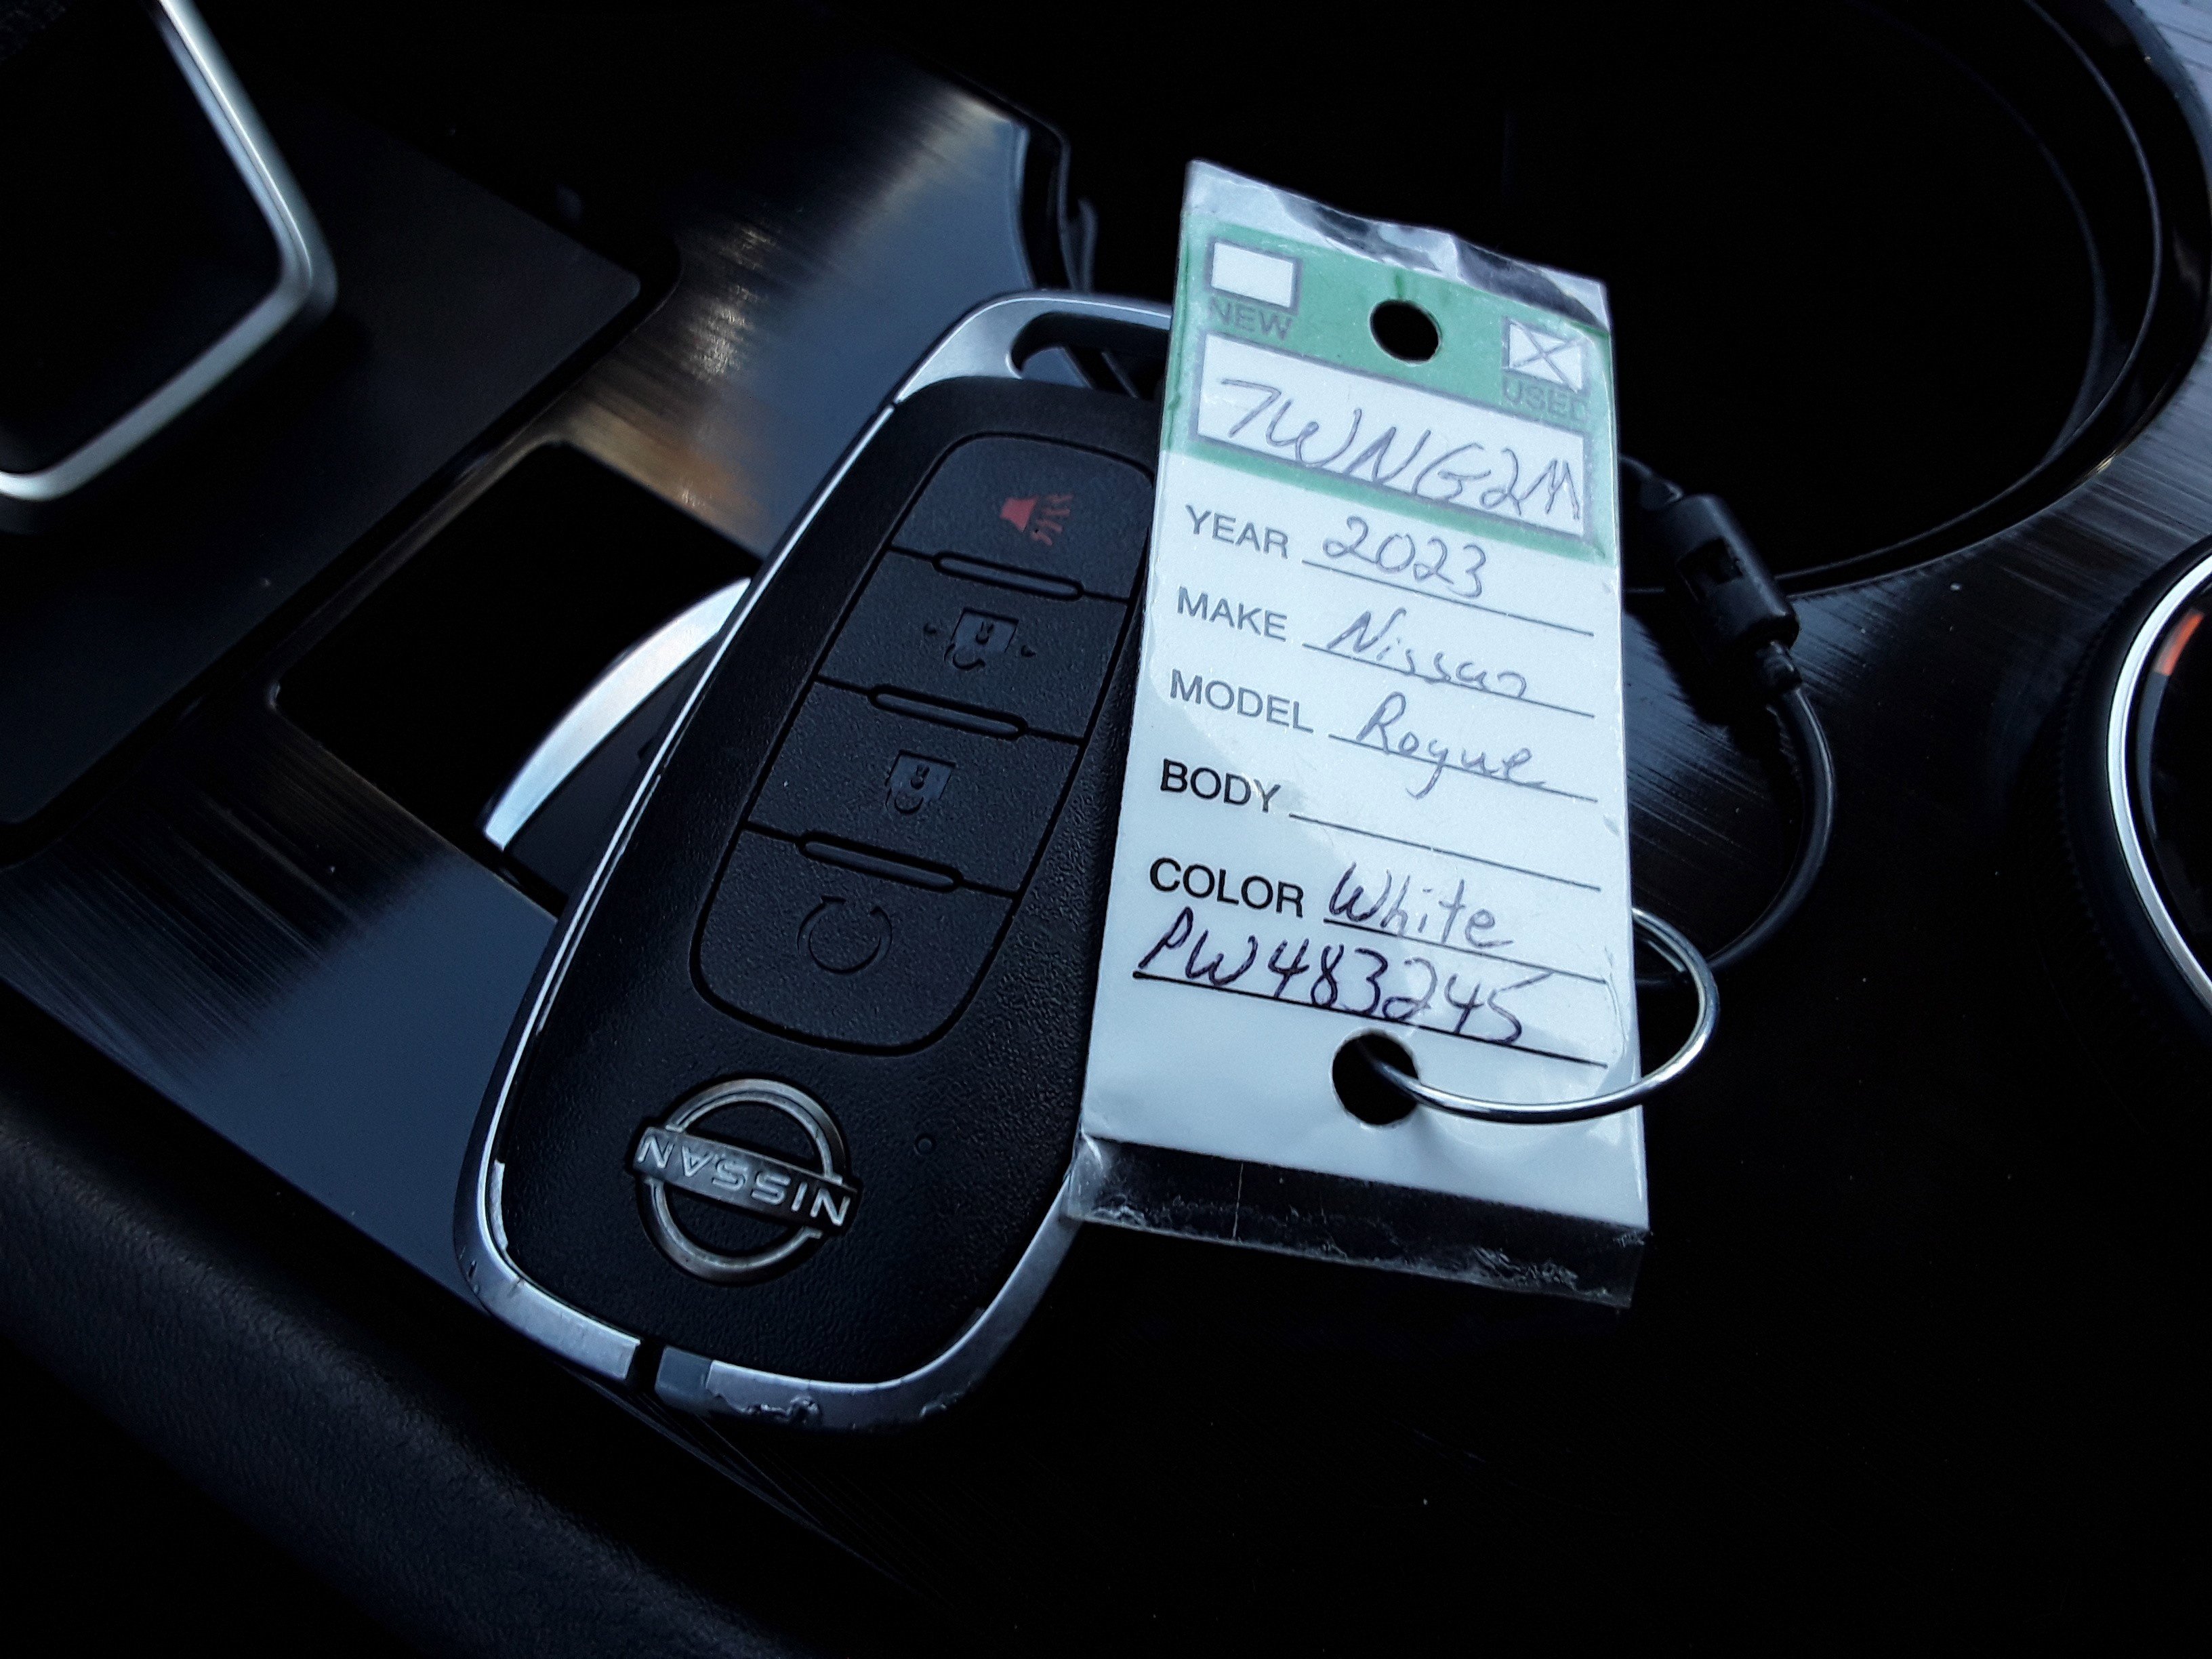 NEW
USED
7WNG2M
YEAR 2023
MAKE Nissan
MODEL Rogue
BODY
COLOR White
PW483245
NISSAN